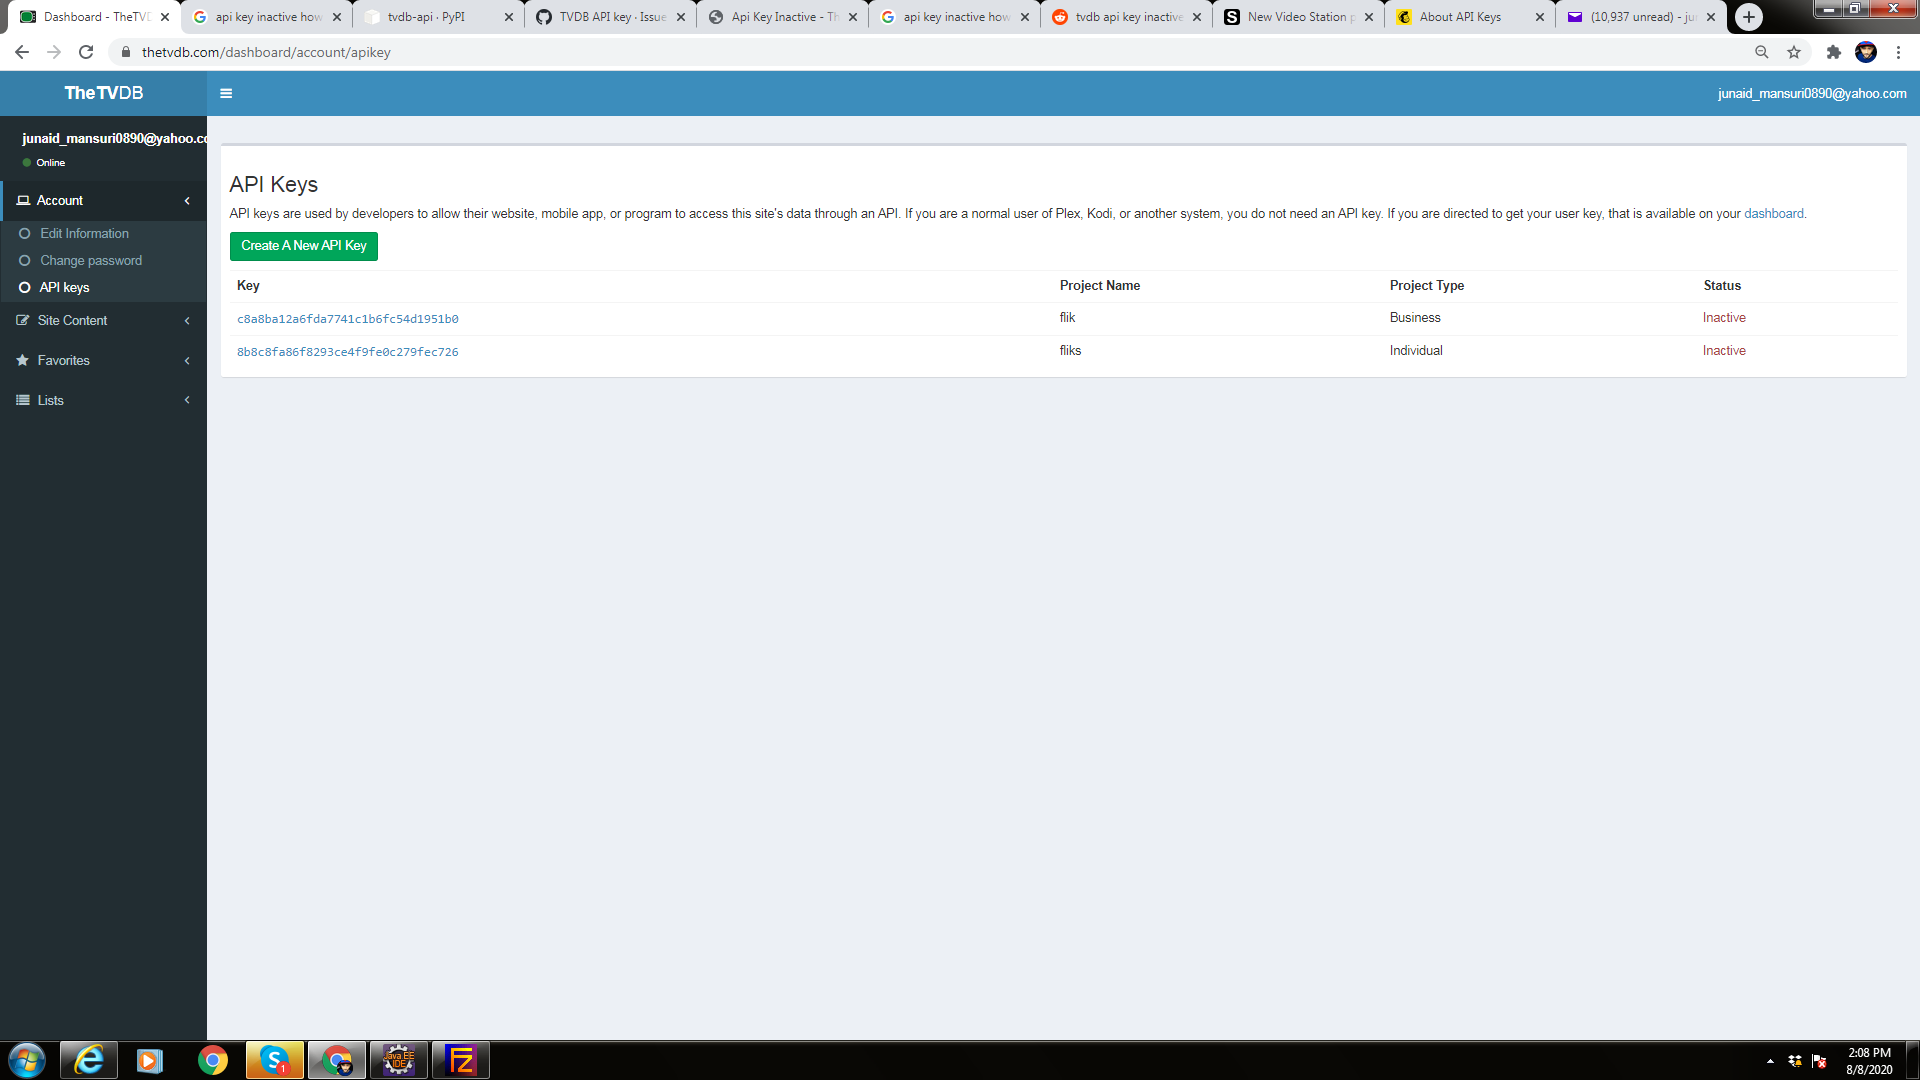 Dashboard - TheTVD
api key inactive how
tvdb-api · PyPI
TVDB API key · Issue
Api Key Inactive - Th
api key inactive how
tvdb api key inactive
New Video Station p
About API Keys
(10,937 unread) - ju
thetvdb.com/dashboard/account/apikey
TheTVDB
junaid_mansuri0890@yahoo.com
junaid_mansuri0890@yahoo.co
Online
Account
Edit Information
Change password
API keys
Site Content
Favorites
Lists
API Keys
API keys are used by developers to allow their website, mobile app, or program to access this site's data through an API. If you are a normal user of Plex, Kodi, or another system, you do not need an API key. If you are directed to get your user key, that is available on your dashboard.
Create A New API Key
Key Project Name Project Type Status
c8a8ba12a6fda7741c1b6fc54d1951b0 flik Business Inactive
8b8c8fa86f8293ce4f9fe0c279fec726 fliks Individual Inactive
S 1
Java EE
IDE
FZ
2:08 PM
8/8/2020